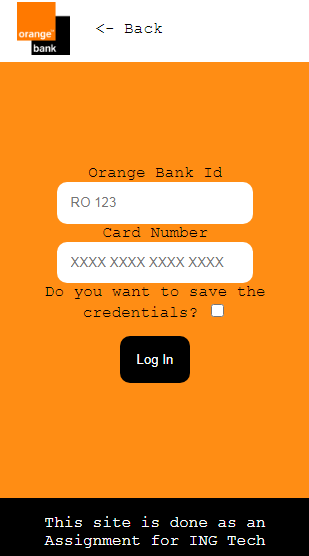 orange™
bank
<- Back
Orange Bank Id
RO 123
Card Number
XXXX XXXX XXXX XXXX
Do you want to save the
credentials?
Log In
This site is done as an
Assignment for ING Tech